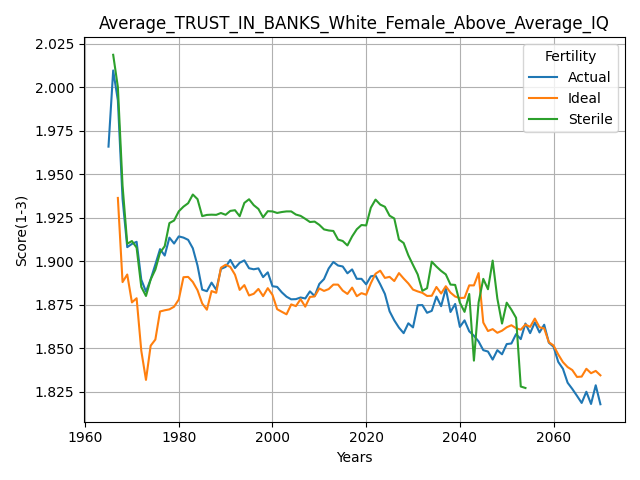 Average_TRUST_IN_BANKS_White_Female_Above_Average_IQ
Fertility
Actual
Ideal
Sterile
2.025
2.000
1.975
1.950
1.925
1.900
1.875
1.850
1.825
Score(1-3)
1960
1980
2000
2020
2040
2060
Years